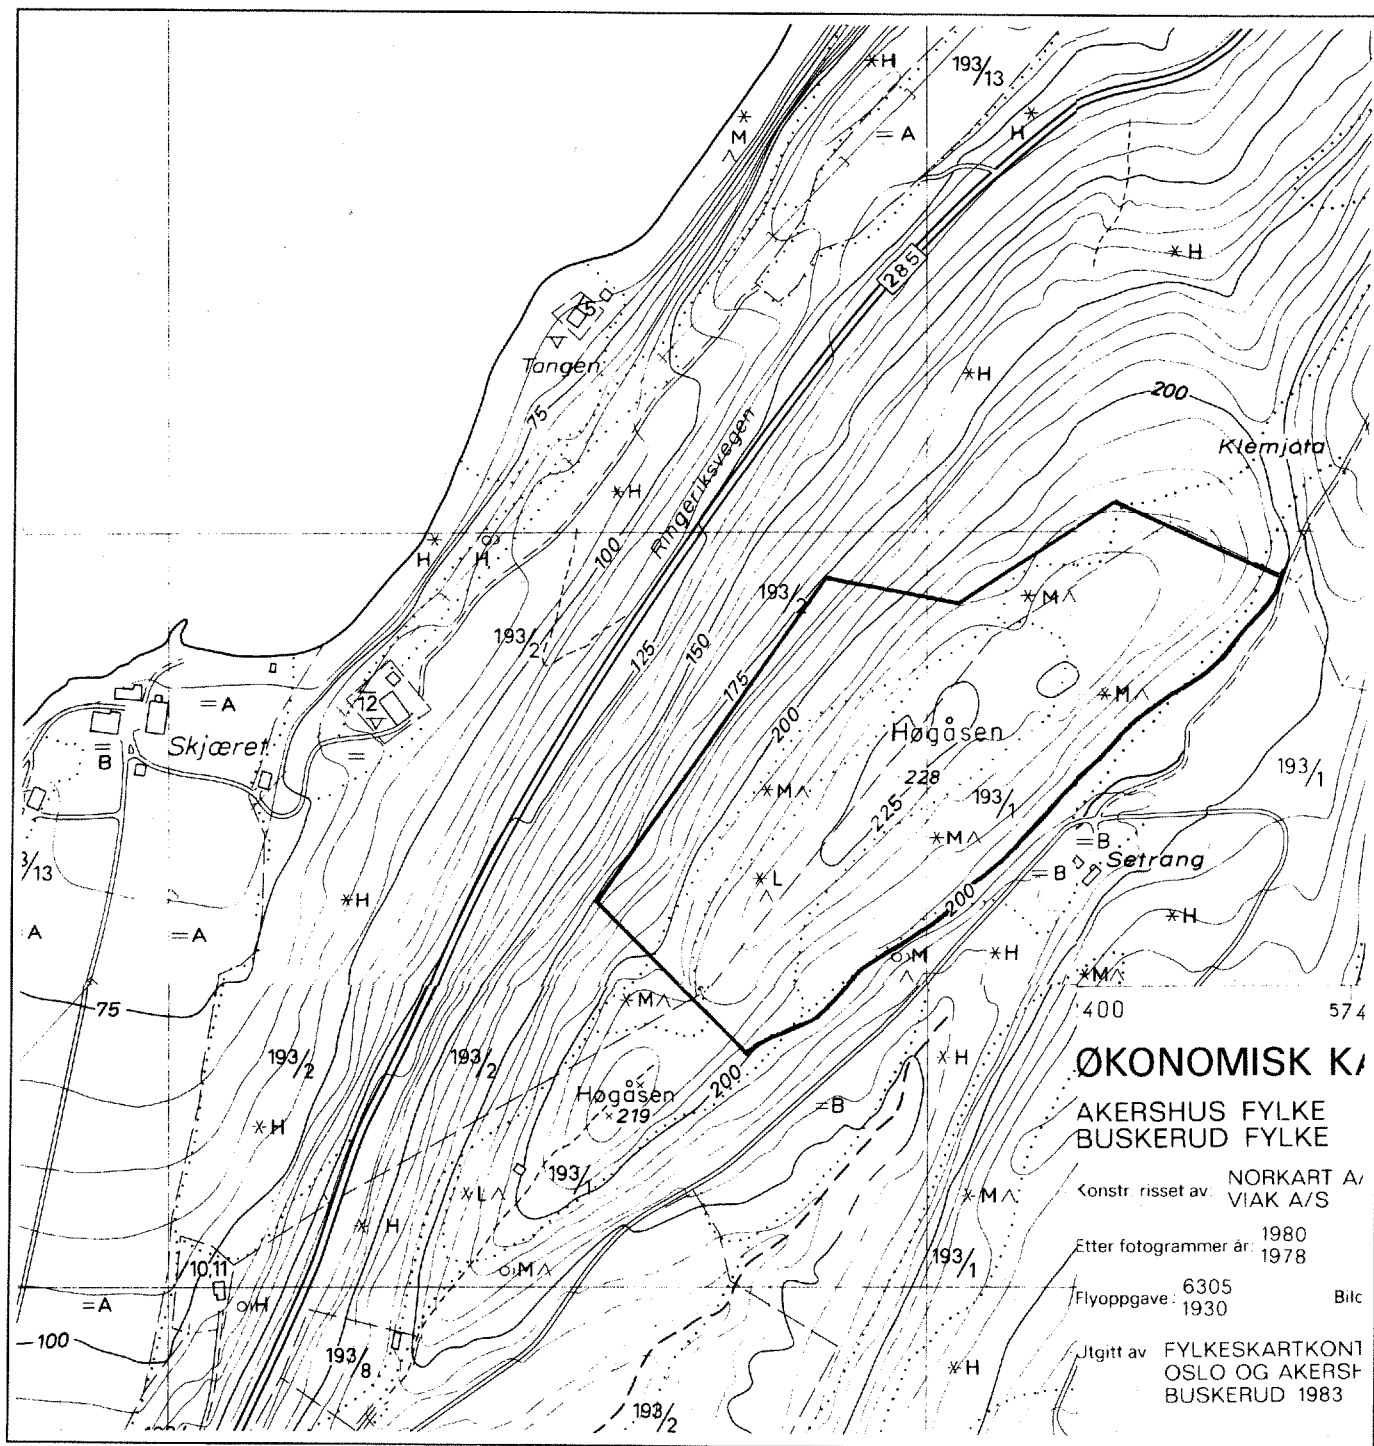 H
193/13
M
A
H
H
285
15
Tangen
H
200
75
Klemjata
Ringeriksvegen
H
H
H
100
193/2
M
193/2
125
150
175
M
12
A
200
Høgåsen
Skjæret
B
228
193/1
M
193/1
225
M
B
Setrang
/13
L
B
200
H
H
A
A
M
H
M
M
75
400 574
193/2
193/2
H
ØKONOMISK KA
Høgåsen
200
219
B
AKERSHUS FYLKE
BUSKERUD FYLKE
H
193/1
L
M
Konstr. risset av: NORKART A/
VIAK A/S
H
Etter fotogrammer år: 1980
1978
193/1
10,11
M
A
H
Flyoppgave: 6305
1930
Bilc
100
193/8
H
Utgitt av FYLKESKARTKONT
OSLO OG AKERSH
BUSKERUD 1983
193/2